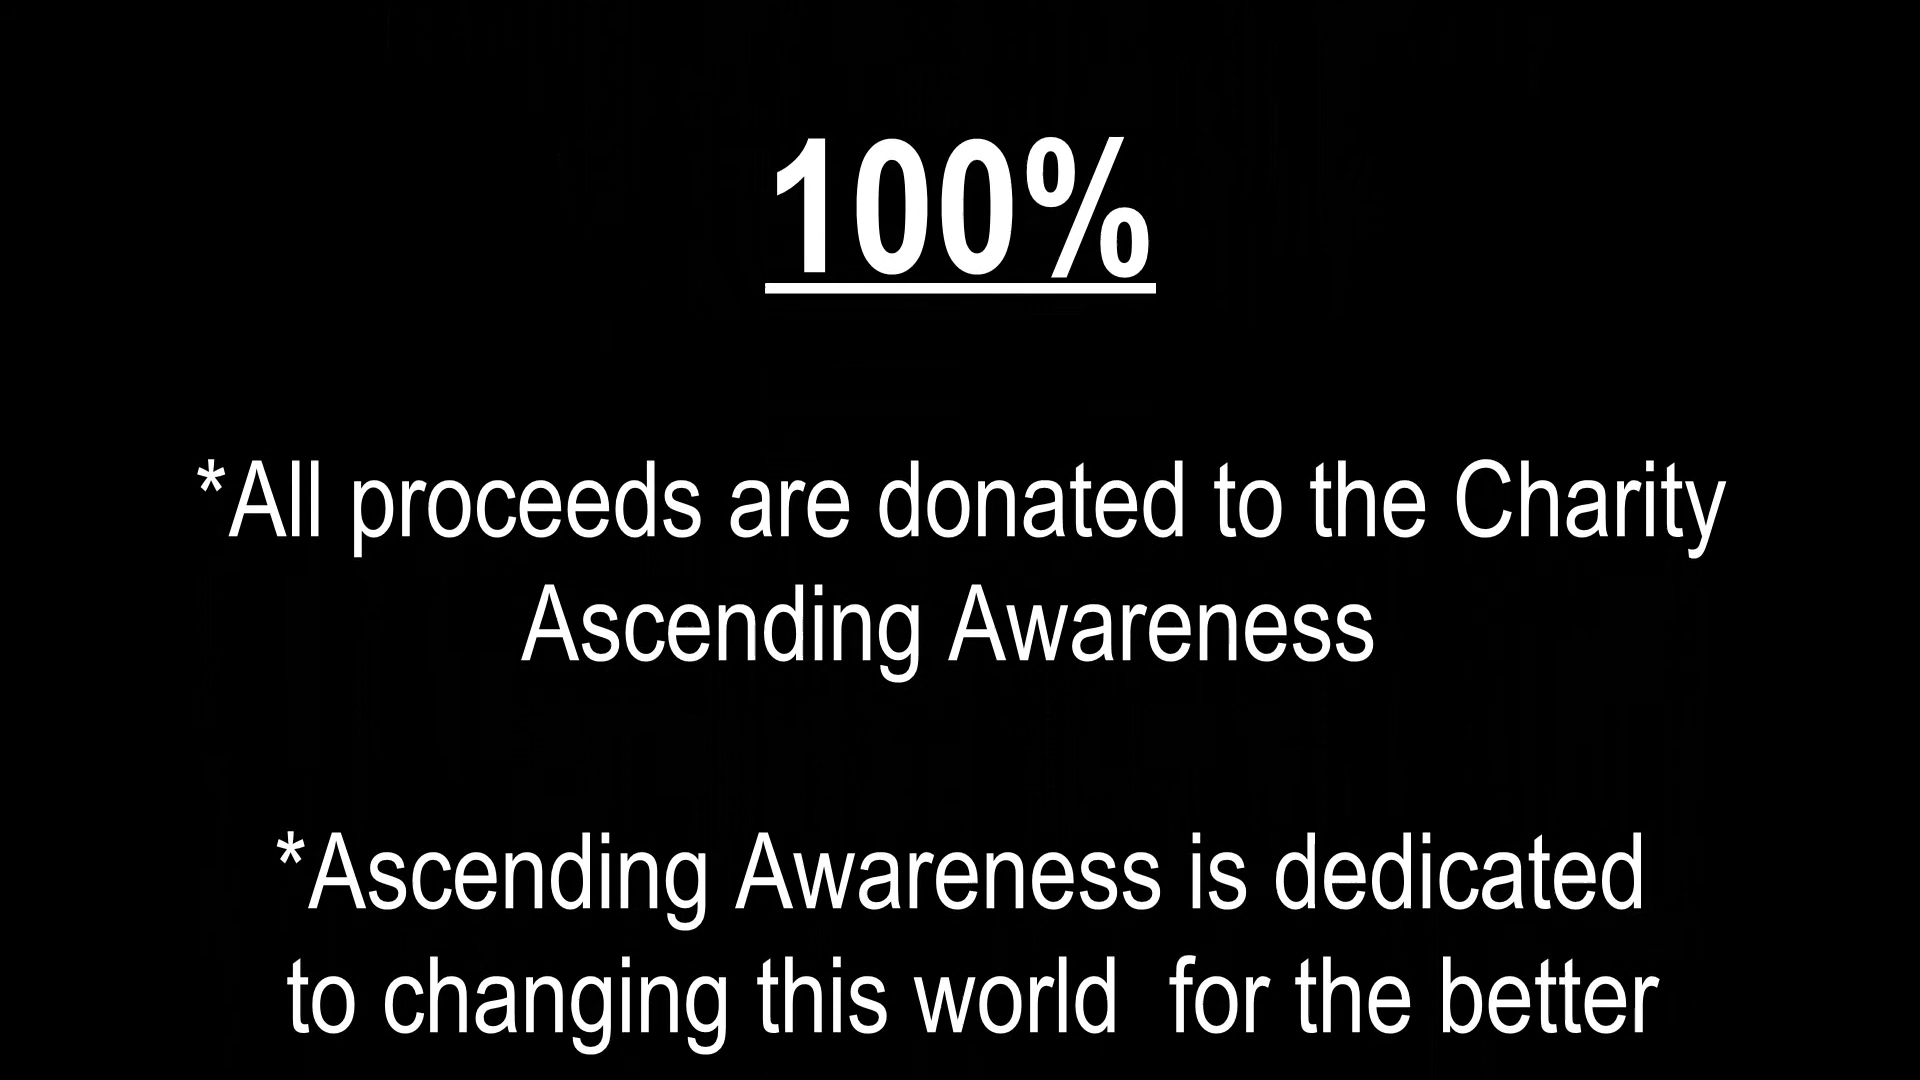 100%
*All proceeds are donated to the Charity
Ascending Awareness
*Ascending Awareness is dedicated
to changing this world  for the better